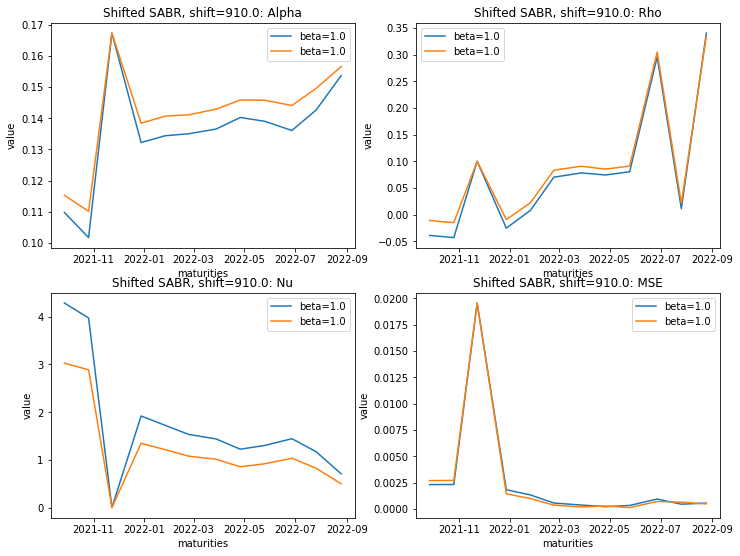 Shifted SABR, shift=910.0: Alpha
0.17
0.16
0.15
0.14
0.13
0.12
0.11
0.10
value
beta=1.0
beta=1.0
2021-11 2022-01 2022-03 2022-05 2022-07 2022-09
maturities
Shifted SABR, shift=910.0: Rho
0.35
0.30
0.25
0.20
0.15
0.10
0.05
0.00
−0.05
value
beta=1.0
beta=1.0
2021-11 2022-01 2022-03 2022-05 2022-07 2022-09
maturities
Shifted SABR, shift=910.0: Nu
4
3
2
1
0
value
beta=1.0
beta=1.0
2021-11 2022-01 2022-03 2022-05 2022-07 2022-09
maturities
Shifted SABR, shift=910.0: MSE
0.0200
0.0175
0.0150
0.0125
0.0100
0.0075
0.0050
0.0025
0.0000
value
beta=1.0
beta=1.0
2021-11 2022-01 2022-03 2022-05 2022-07 2022-09
maturities